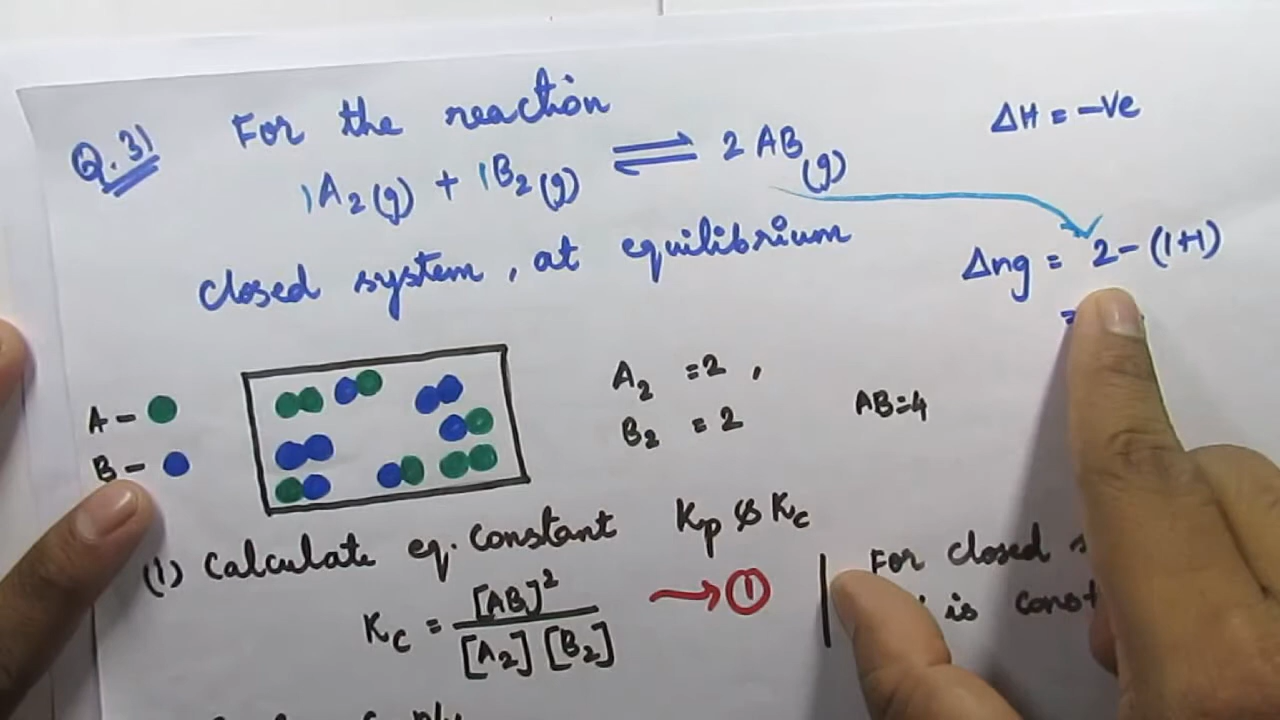 Q.31 For the reaction
1A₂(g) + 1B₂(g) ⇌ 2AB(g)
ΔH = -Ve
closed system, at equilibrium
Δng = 2-(1+1)
=
A -
B -
A₂ =2 ,
B₂ =2
AB=4
(1) Calculate eq. constant Kp & Kc
Kc = [AB]² / [A₂] [B₂] → ①
For closed
is